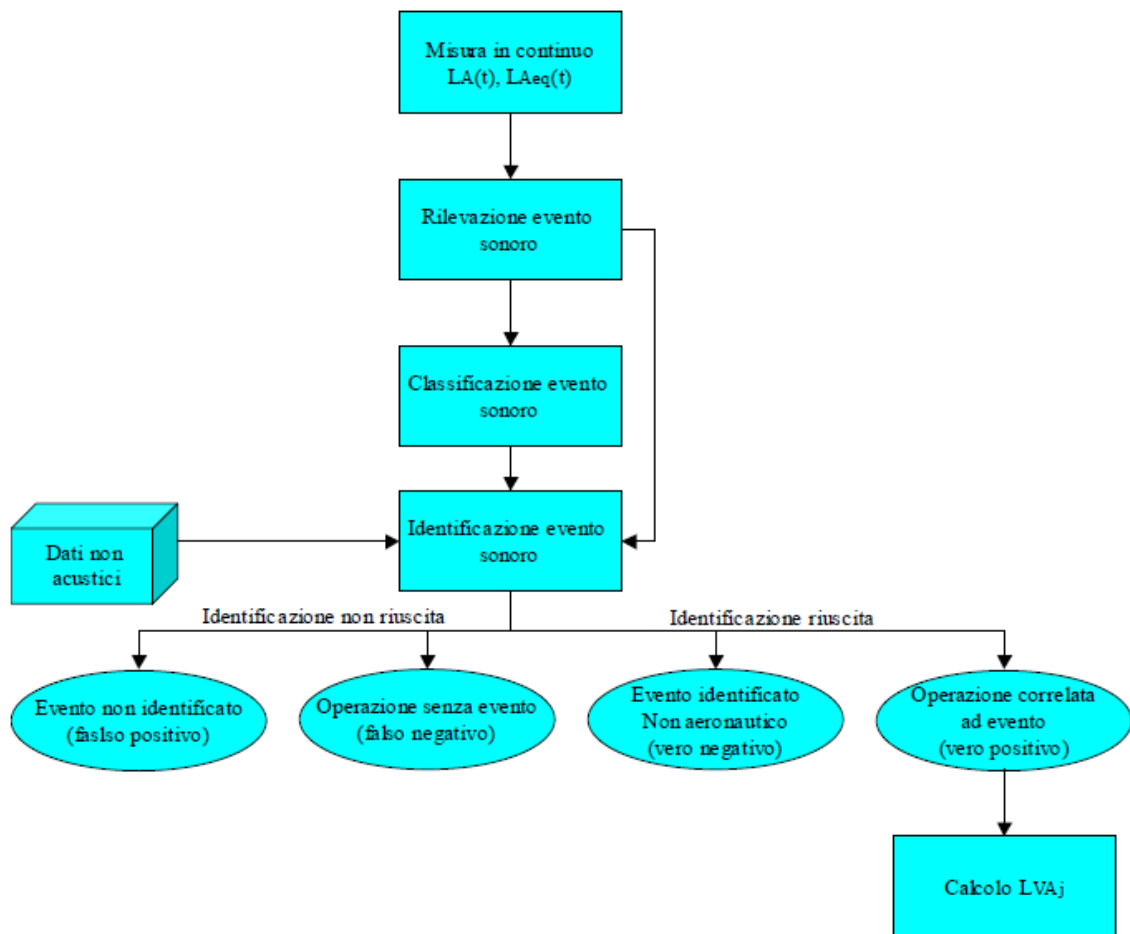 Misura in continuo
LA(t), LAeq(t)
Rilevazione evento
sonoro
Classificazione evento
sonoro
Identificazione evento
sonoro
Dati non
acustici
Identificazione non riuscita
Identificazione riuscita
Evento non identificato
(faslso positivo)
Operazione senza evento
(falso negativo)
Evento identificato
Non aeronautico
(vero negativo)
Operazione correlata
ad evento
(vero positivo)
Calcolo LVAj